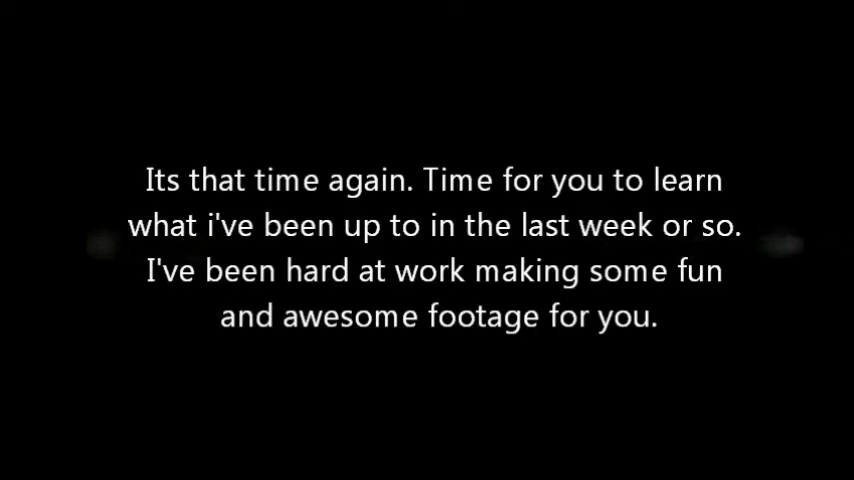 Its that time again. Time for you to learn
what i've been up to in the last week or so.
I've been hard at work making some fun
and awesome footage for you.